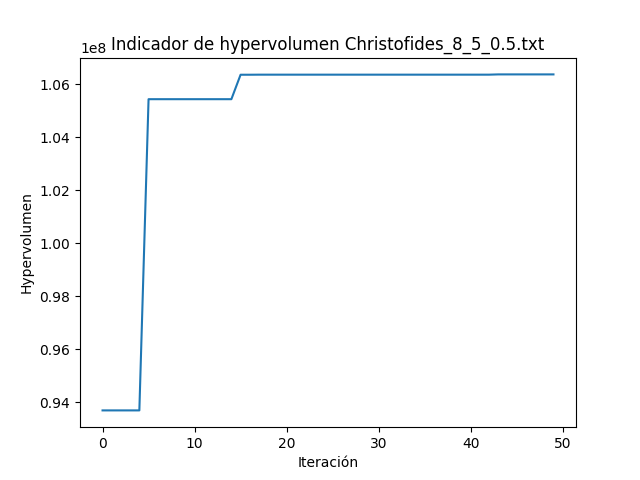 Indicador de hypervolumen Christofides_8_5_0.5.txt
1e8
1.06
1.04
1.02
1.00
0.98
0.96
0.94
Hypervolumen
0 10 20 30 40 50
Iteración